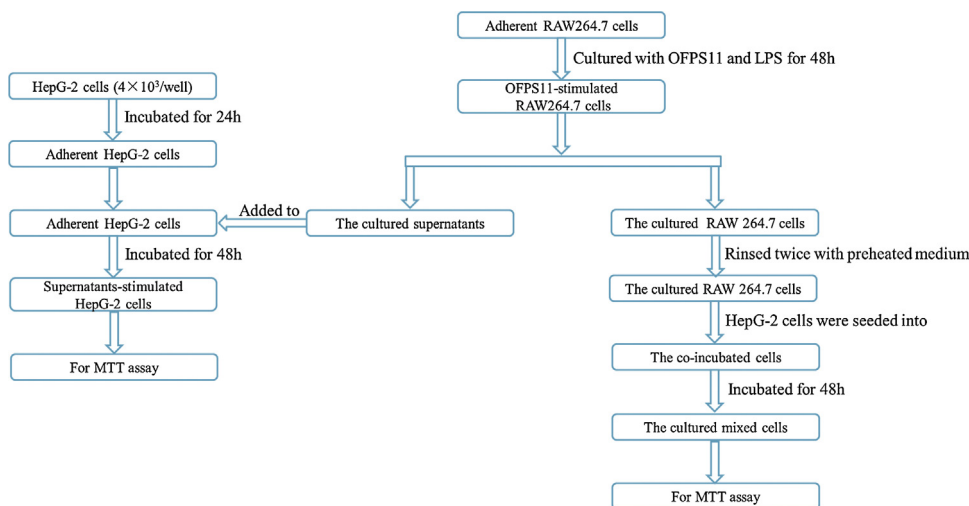 Adherent RAW264.7 cells
Cultured with OFPS11 and LPS for 48h
OFPS11-stimulated
RAW264.7 cells
HepG-2 cells (4×10³/well)
Incubated for 24h
Adherent HepG-2 cells
Adherent HepG-2 cells
Added to
The cultured supernatants
Incubated for 48h
Supernatants-stimulated
HepG-2 cells
For MTT assay
The cultured RAW 264.7 cells
Rinsed twice with preheated medium
The cultured RAW 264.7 cells
HepG-2 cells were seeded into
The co-incubated cells
Incubated for 48h
The cultured mixed cells
For MTT assay